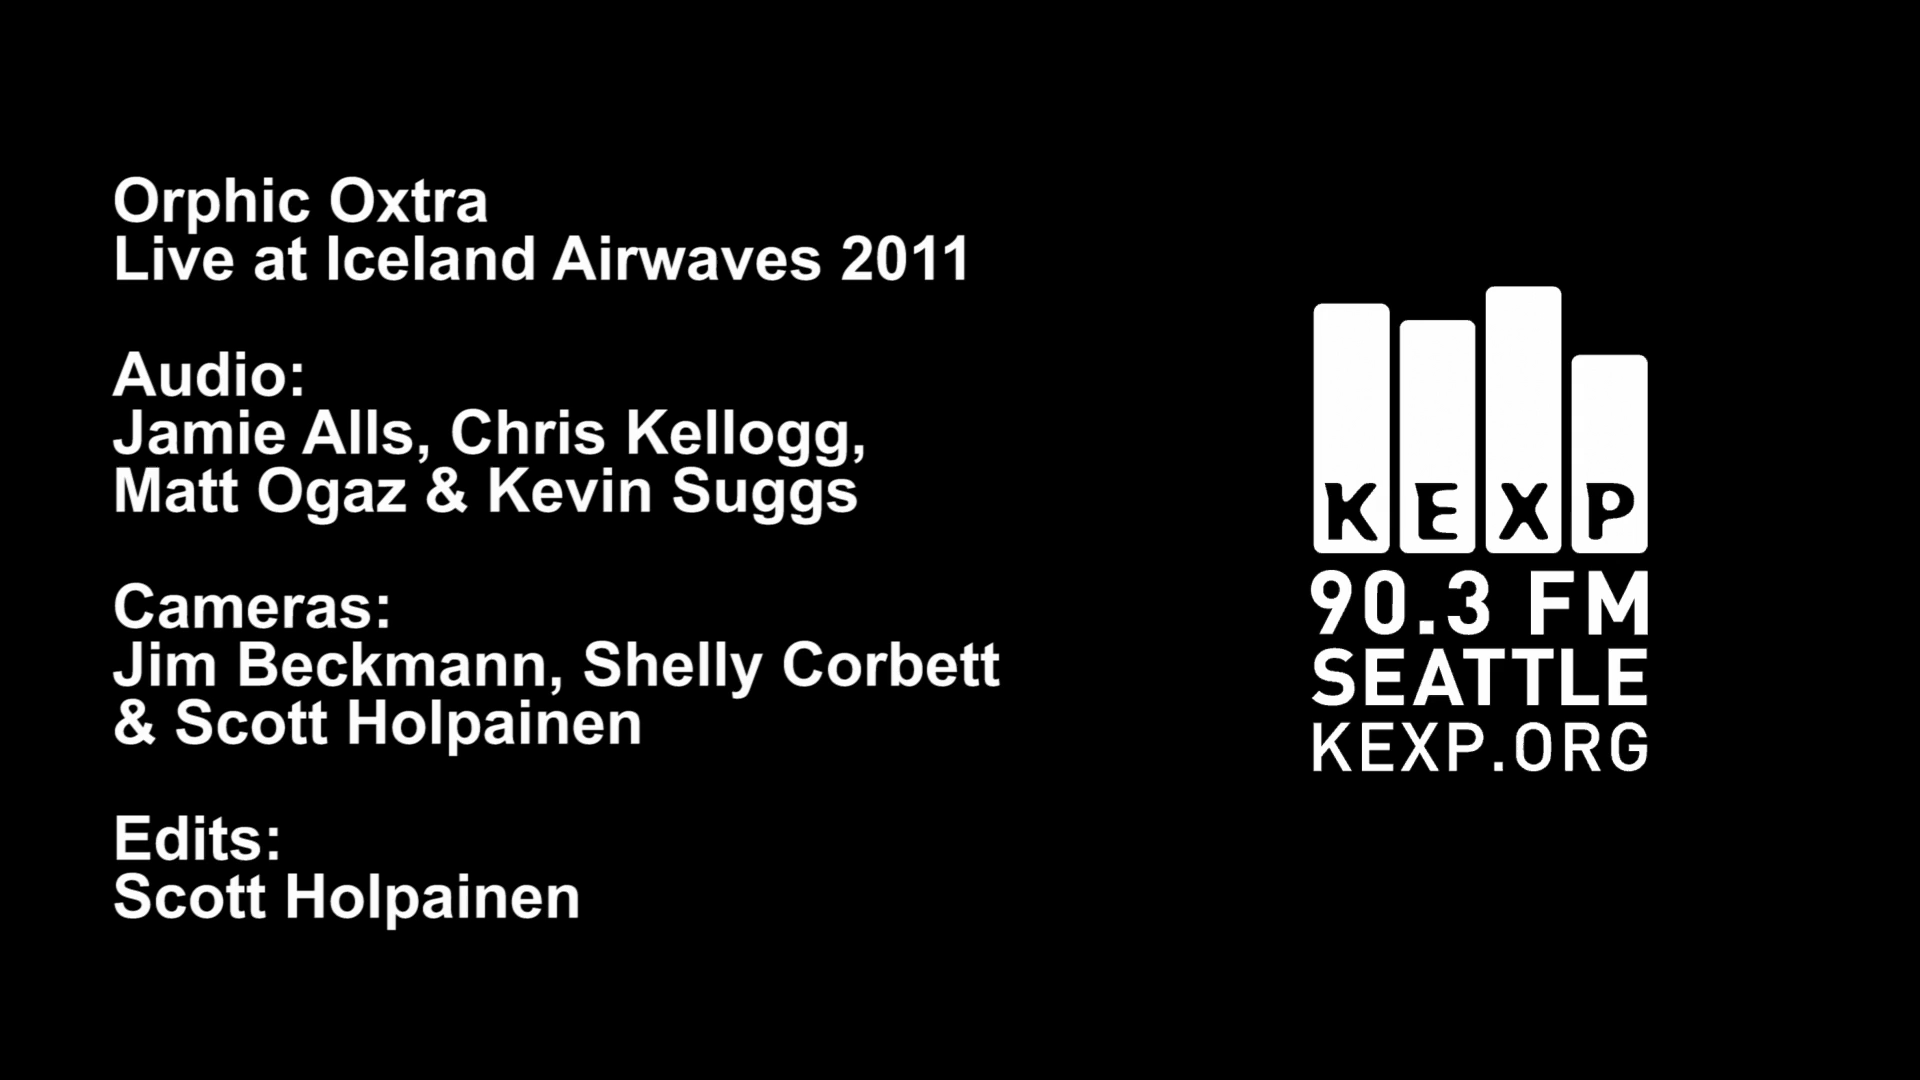 Orphic Oxtra
Live at Iceland Airwaves 2011
Audio:
Jamie Alls, Chris Kellogg,
Matt Ogaz & Kevin Suggs
Cameras:
Jim Beckmann, Shelly Corbett
& Scott Holpainen
Edits:
Scott Holpainen
KEXP
90.3 FM
SEATTLE
KEXP.ORG